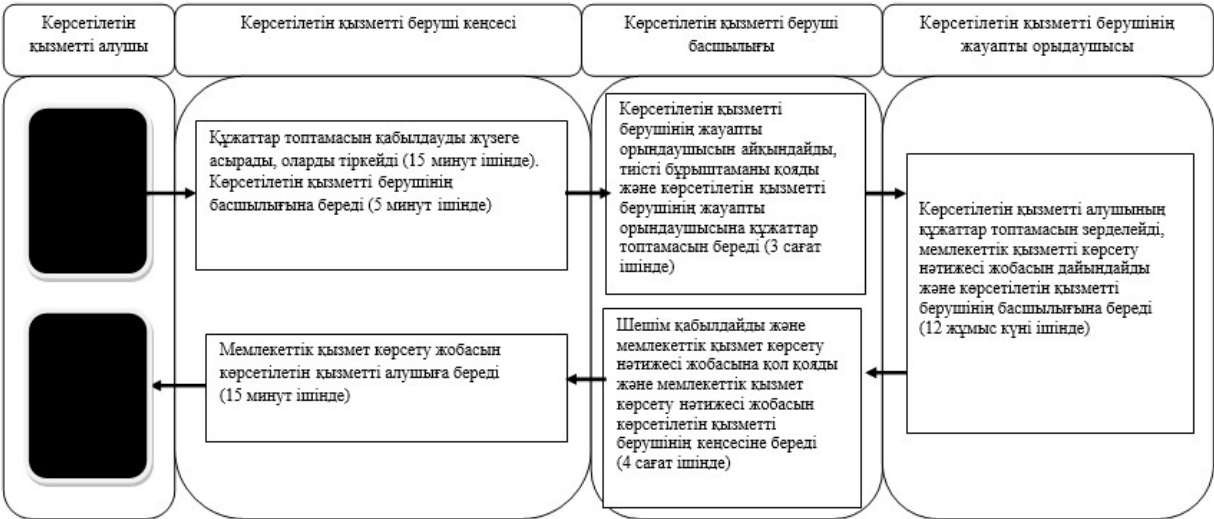 Көрсетілетін
қызметті алушы
Көрсетілетін қызметті беруші кеңсесі
Көрсетілетін қызметті беруші
басшылығы
Көрсетілетін қызметті берушінің
жауапты орыдаушысы
Құжаттар топтамасын қабылдауды жүзеге
асырады, оларды тіркейді (15 минут ішінде).
Көрсетілетін қызметті берушінің
басшылығына береді (5 минут ішінде)
Көрсетілетін қызметті
берушінің жауапты
орындаушысын айқындайды,
тиісті бұрыштаманы қояды
және көрсетілетін қызметті
берушінің жауапты
орындаушысына құжаттар
топтамасын береді (3 сағат
ішінде)
Көрсетілетін қызметті алушының
құжаттар топтамасын зерделейді,
мемлекеттік қызметті көрсету
нәтижесі жобасын дайындайды
және көрсетілетін қызметті
берушінің басшылығына береді
(12 жұмыс күні ішінде)
Шешім қабылдайды және
мемлекеттік қызмет көрсету
нәтижесі жобасына қол қояды
және мемлекеттік қызмет
көрсету нәтижесі жобасын
көрсетілетін қызметті
берушінің кеңсесіне береді
(4 сағат ішінде)
Мемлекеттік қызмет көрсету жобасын
көрсетілетін қызметті алушыға береді
(15 минут ішінде)